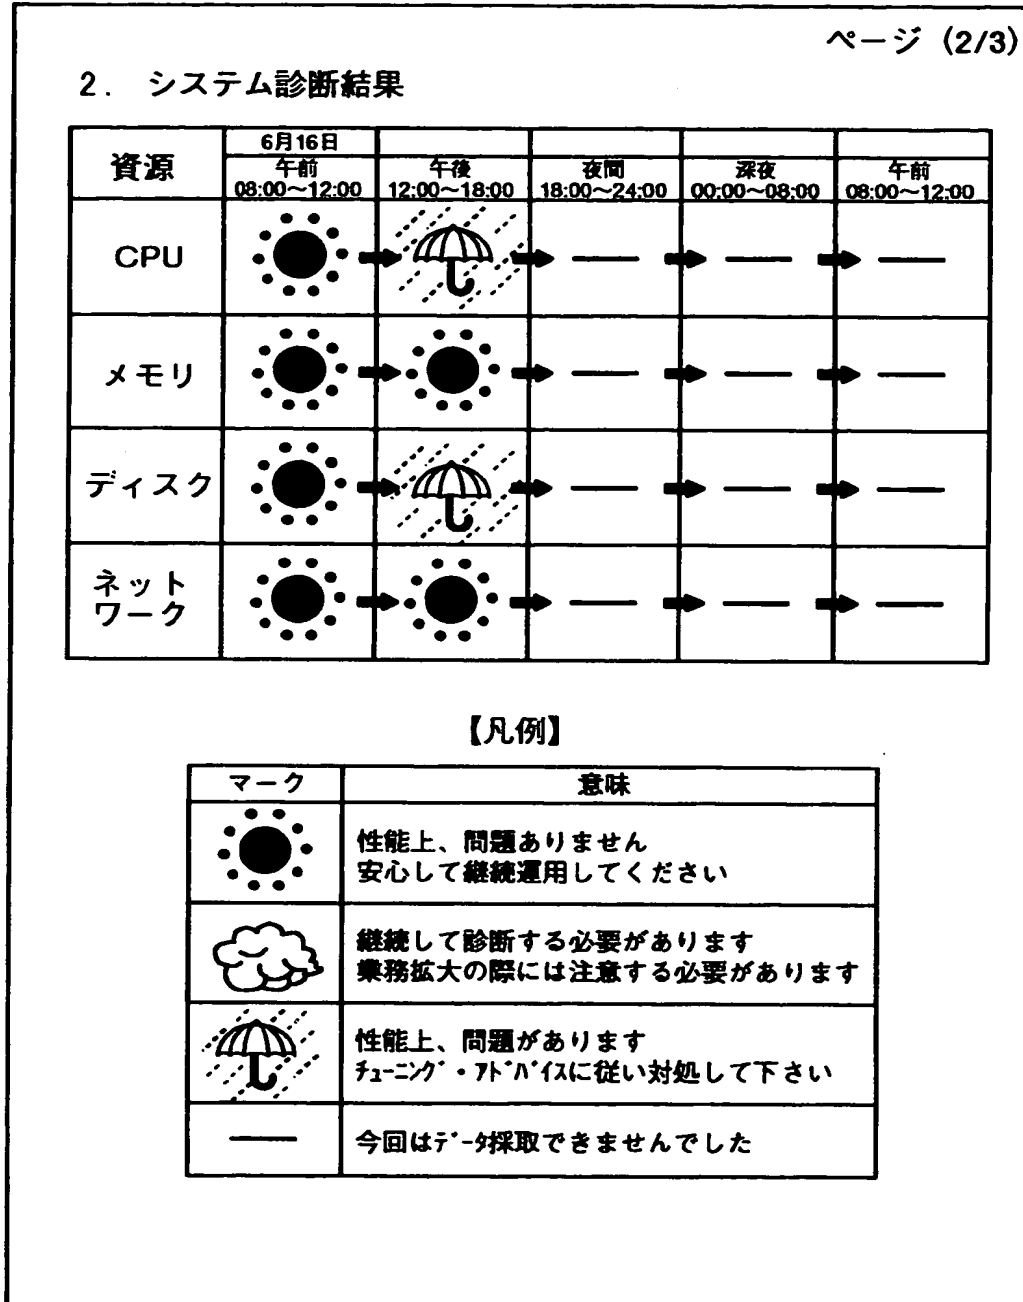 ページ (2/3)
2. システム診断結果
資源
6月16日
午前
08:00~12:00
午後
12:00~18:00
夜間
18:00~24:00
深夜
00:00~08:00
午前
08:00~12:00
CPU
メモリ
ディスク
ネット
ワーク
【凡例】
マーク 意味
性能上、問題ありません
安心して継続運用してください
継続して診断する必要があります
業務拡大の際には注意する必要があります
性能上、問題があります
チューニング・アドバイスに従い対処して下さい
今回はデータ採取できませんでした